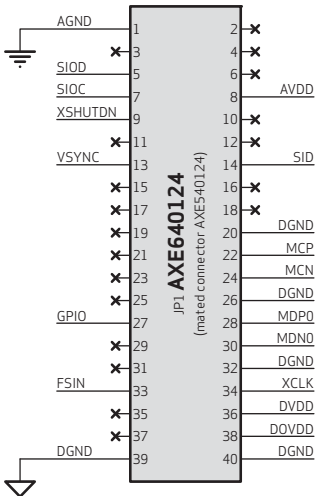 AGND 1 2
3 4
SIOD 5 6
SIOC 7 8 AVDD
XSHUTDN 9 10
11 12
VSYNC 13 14 SID
15 16
17 18
19 20 DGND
21 22 MCP
23 24 MCN
25 26 DGND
GPIO 27 28 MDP0
29 30 MDN0
31 32 DGND
FSIN 33 34 XCLK
35 36 DVDD
37 38 DOVDD
DGND 39 40 DGND
JP1 AXE640124
(mated connector AXE540124)